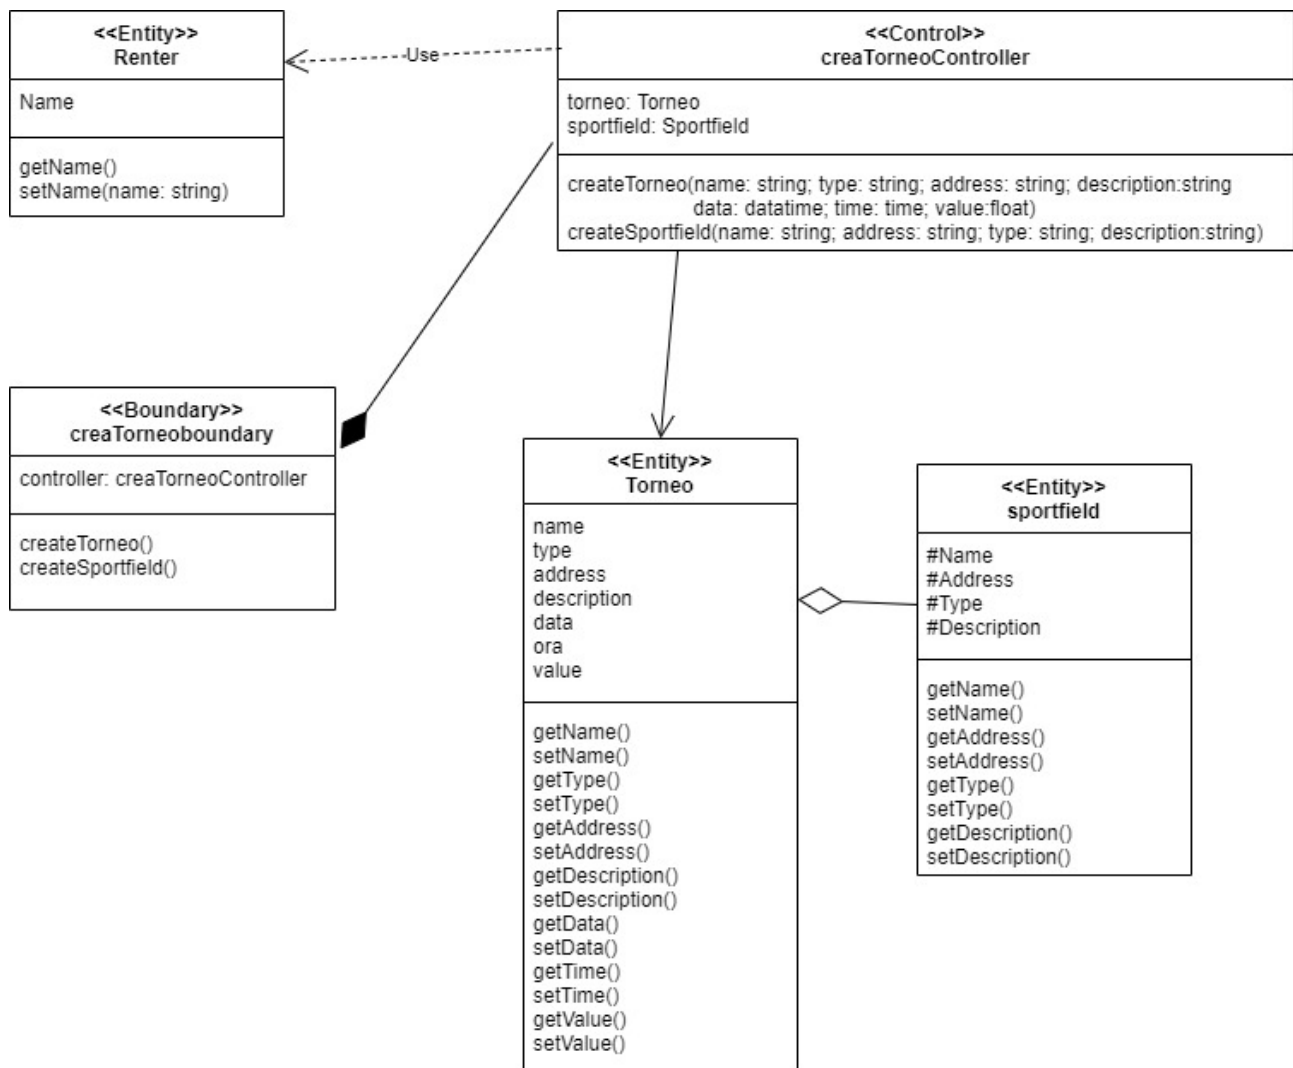 <<Entity>>
Renter
Name
getName()
setName(name: string)
Use
<<Control>>
creaTorneoController
torneo: Torneo
sportfield: Sportfield
createTorneo(name: string; type: string; address: string; description:string
data: datatime; time: time; value:float)
createSportfield(name: string; address: string; type: string; description:string)
<<Boundary>>
creaTorneoboundary
controller: creaTorneoController
createTorneo()
createSportfield()
<<Entity>>
Torneo
name
type
address
description
data
ora
value
getName()
setName()
getType()
setType()
getAddress()
setAddress()
getDescription()
setDescription()
getData()
setData()
getTime()
setTime()
getValue()
setValue()
<<Entity>>
sportfield
#Name
#Address
#Type
#Description
getName()
setName()
getAddress()
setAddress()
getType()
setType()
getDescription()
setDescription()